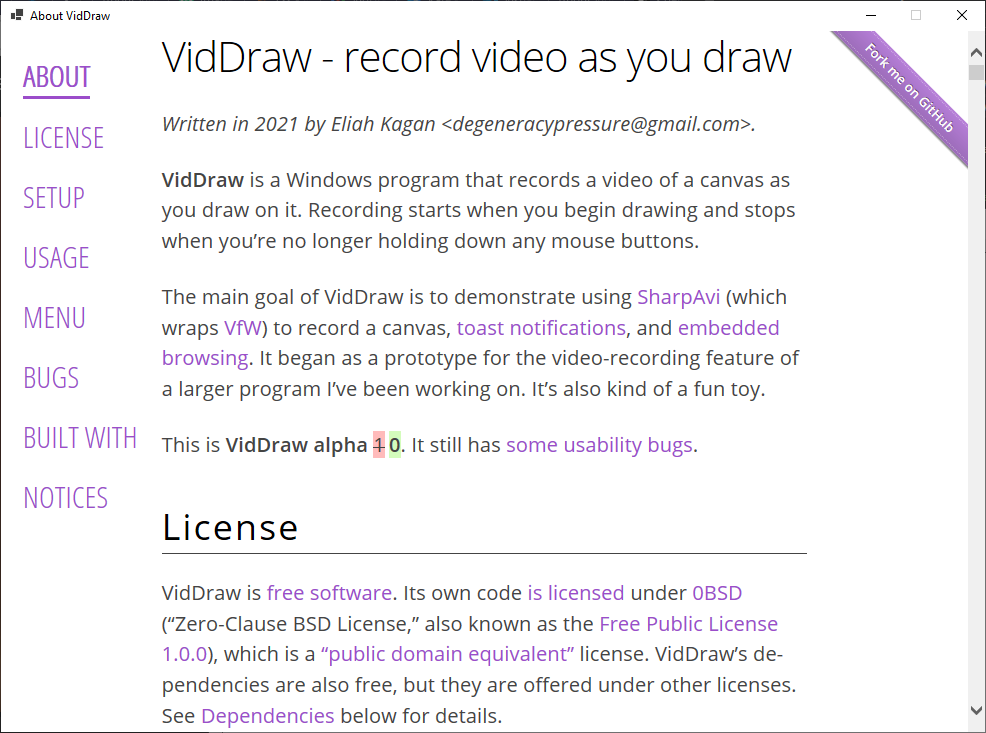 About VidDraw
ABOUT
LICENSE
SETUP
USAGE
MENU
BUGS
BUILT WITH
NOTICES
VidDraw - record video as you draw
Written in 2021 by Eliah Kagan <degeneracypressure@gmail.com>.
VidDraw is a Windows program that records a video of a canvas as
you draw on it. Recording starts when you begin drawing and stops
when you’re no longer holding down any mouse buttons.
The main goal of VidDraw is to demonstrate using SharpAvi (which
wraps VfW) to record a canvas, toast notifications, and embedded
browsing. It began as a prototype for the video-recording feature of
a larger program I’ve been working on. It’s also kind of a fun toy.
This is VidDraw alpha 1 0. It still has some usability bugs.
License
VidDraw is free software. Its own code is licensed under 0BSD
(“Zero-Clause BSD License,” also known as the Free Public License
1.0.0), which is a “public domain equivalent” license. VidDraw’s de-
pendencies are also free, but they are offered under other licenses.
See Dependencies below for details.
Fork me on GitHub